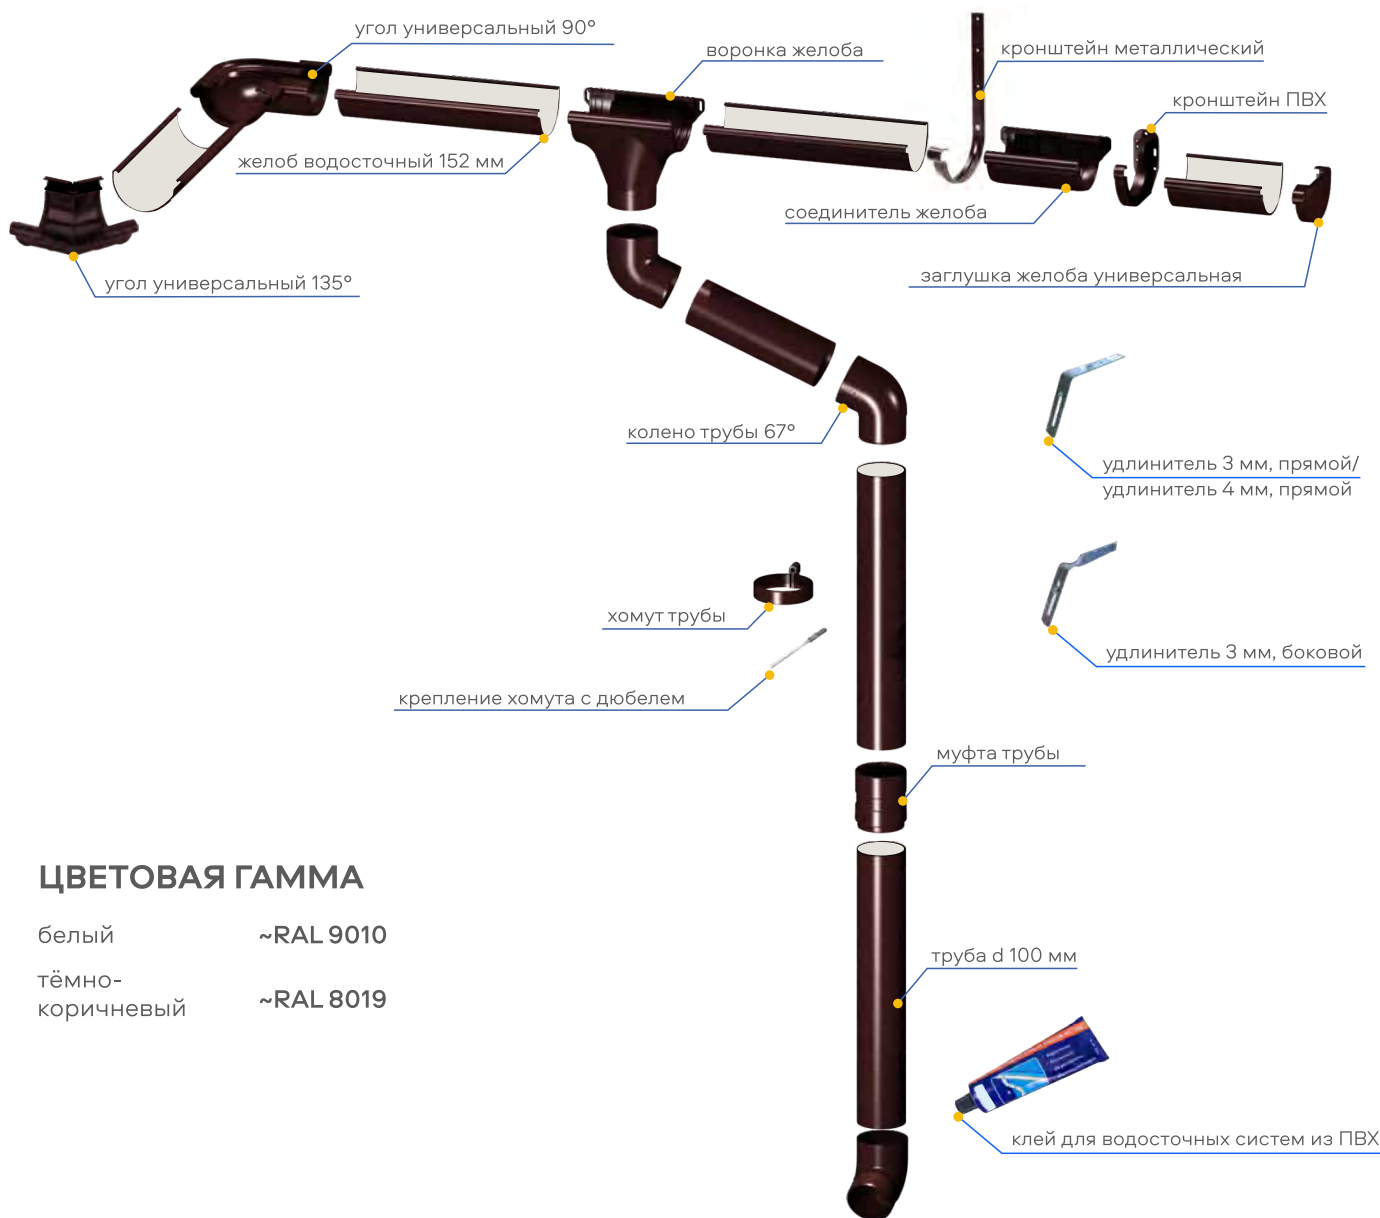 угол универсальный 90°
воронка желоба
кронштейн металлический
кронштейн ПВХ
желоб водосточный 152 мм
соединитель желоба
заглушка желоба универсальная
угол универсальный 135°
колено трубы 67°
удлинитель 3 мм, прямой/
удлинитель 4 мм, прямой
хомут трубы
удлинитель 3 мм, боковой
крепление хомута с дюбелем
муфта трубы
ЦВЕТОВАЯ ГАММА
белый ~RAL 9010
тёмно-
коричневый ~RAL 8019
труба d 100 мм
клей для водосточных систем из ПВХ